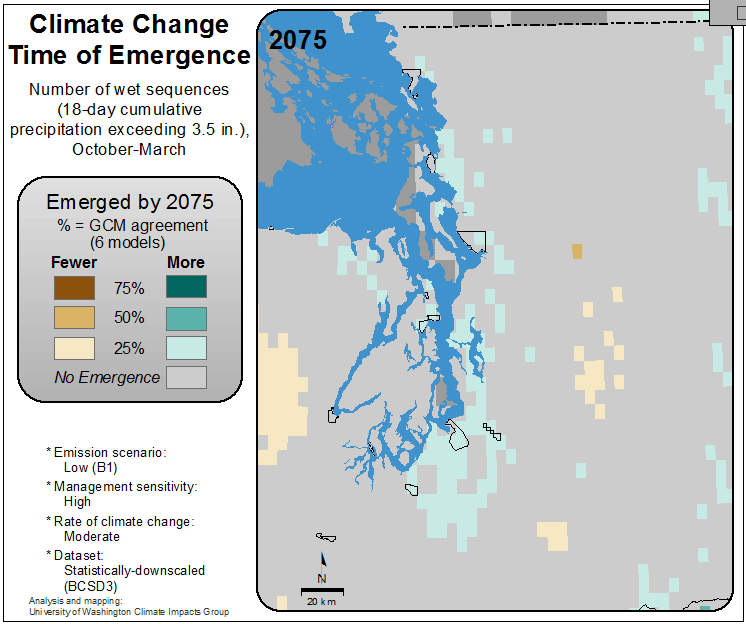 Climate Change
Time of Emergence
Number of wet sequences
(18-day cumulative
precipitation exceeding 3.5 in.),
October-March
Emerged by 2075
% = GCM agreement
(6 models)
Fewer More
75%
50%
25%
No Emergence
* Emission scenario:
Low (B1)
* Management sensitivity:
High
* Rate of climate change:
Moderate
* Dataset:
Statistically-downscaled
(BCSD3)
Analysis and mapping:
University of Washington Climate Impacts Group
2075
N
20 km